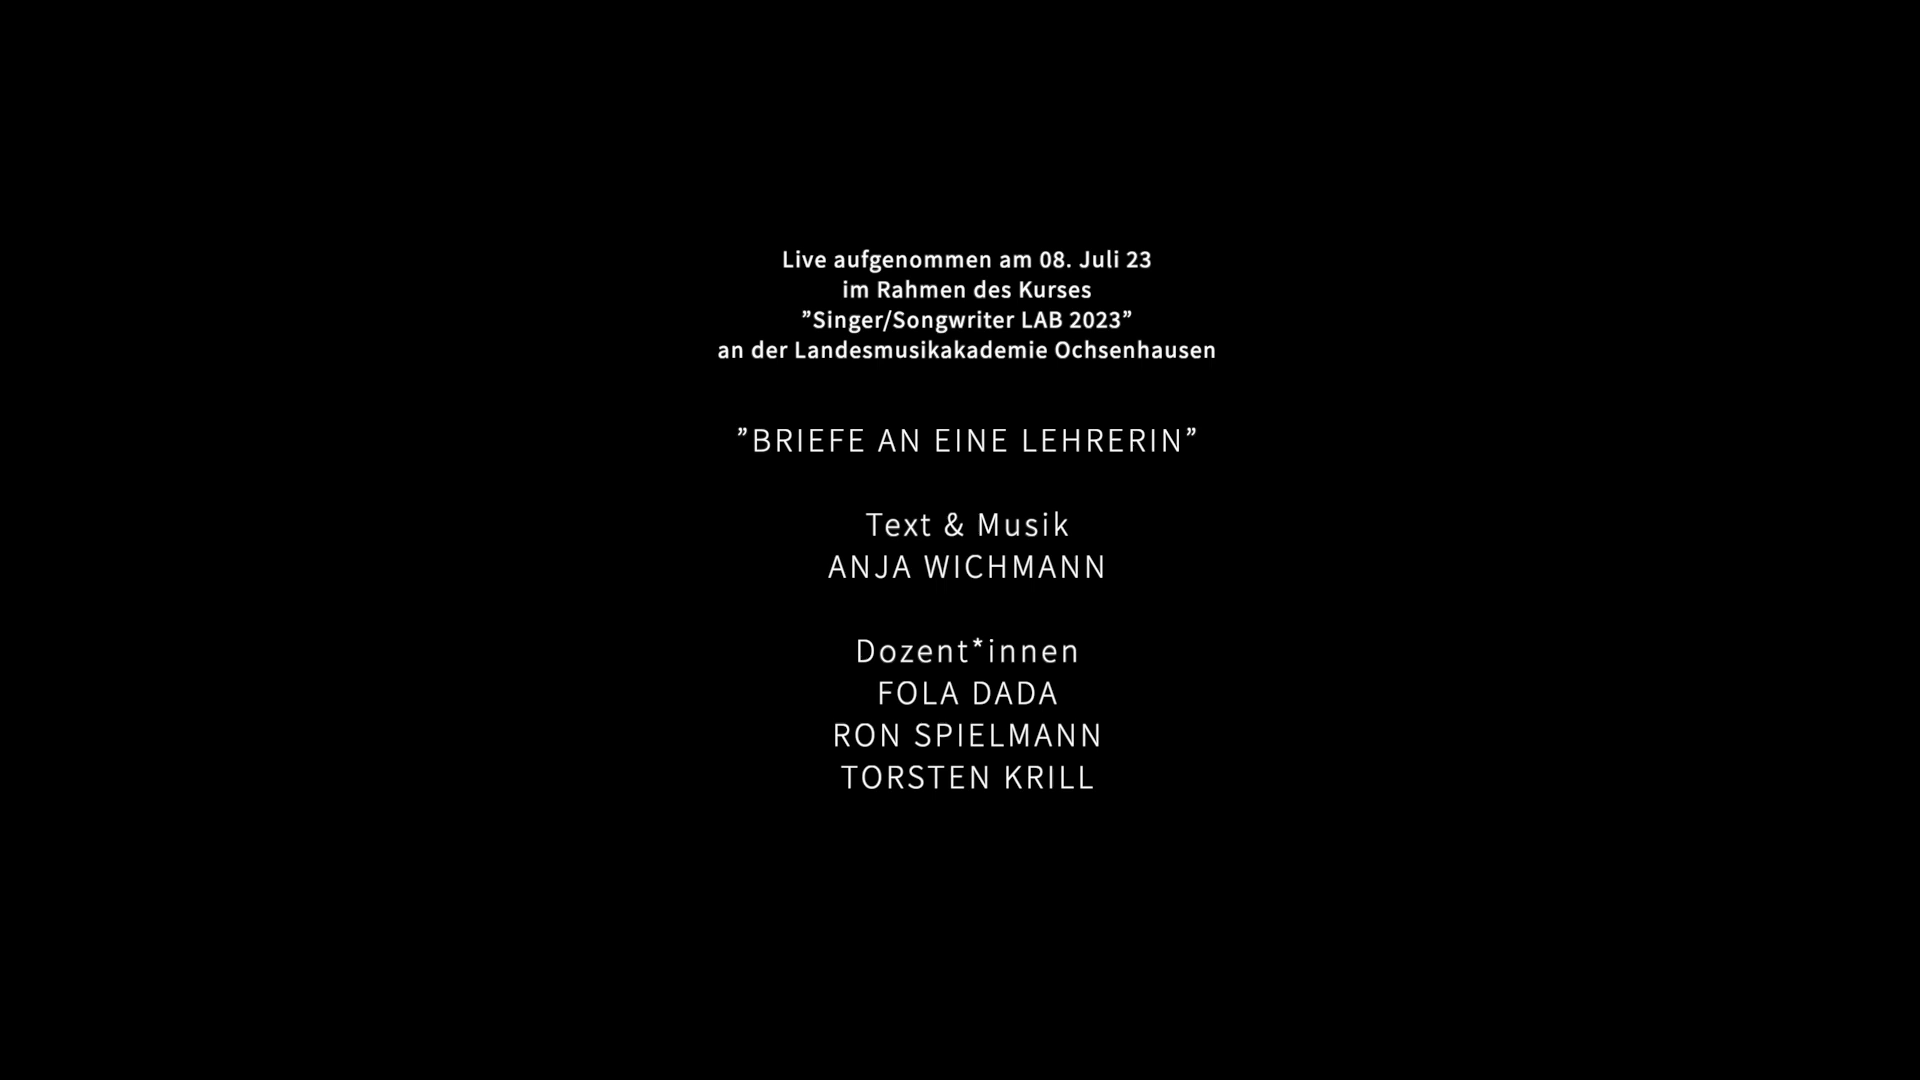 Live aufgenommen am 08. Juli 23
im Rahmen des Kurses
”Singer/Songwriter LAB 2023”
an der Landesmusikakademie Ochsenhausen
”BRIEFE AN EINE LEHRERIN”
Text & Musik
ANJA WICHMANN
Dozent*innen
FOLA DADA
RON SPIELMANN
TORSTEN KRILL